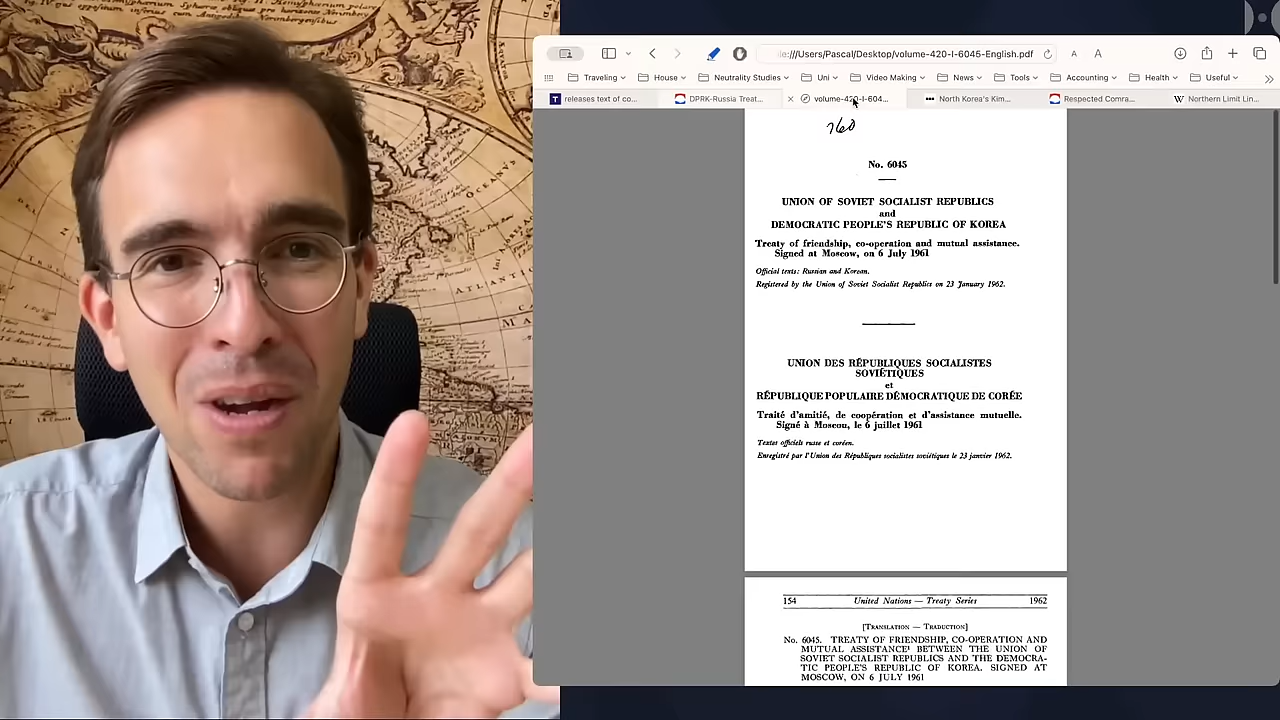 ://Users/Pascal/Desktop/volume-420-I-6045-English.pdf
A A
Traveling
House
Neutrality Studies
Uni
Video Making
News
Tools
Accounting
Health
Useful
releases text of co...
DPRK-Russia Treat...
volume-420-I-604...
North Korea's Kim...
Respected Comra...
Northern Limit Lin...
760
No. 6045
UNION OF SOVIET SOCIALIST REPUBLICS
and
DEMOCRATIC PEOPLE'S REPUBLIC OF KOREA
Treaty of friendship, co-operation and mutual assistance.
Signed at Moscow, on 6 July 1961
Official texts: Russian and Korean.
Registered by the Union of Soviet Socialist Republics on 23 January 1962.
UNION DES RÉPUBLIQUES SOCIALISTES
SOVIÉTIQUES
et
RÉPUBLIQUE POPULAIRE DÉMOCRATIQUE DE CORÉE
Traité d'amitié, de coopération et d'assistance mutuelle.
Signé à Moscou, le 6 juillet 1961
Textes officiels russe et coréen.
Enregistré par l'Union des Républiques socialistes soviétiques le 23 janvier 1962.
154 United Nations — Treaty Series 1962
[Translation — Traduction]
No. 6045. TREATY OF FRIENDSHIP, CO-OPERATION AND
MUTUAL ASSISTANCE¹ BETWEEN THE UNION OF
SOVIET SOCIALIST REPUBLICS AND THE DEMOCRA-
TIC PEOPLE'S REPUBLIC OF KOREA. SIGNED AT
MOSCOW, ON 6 JULY 1961